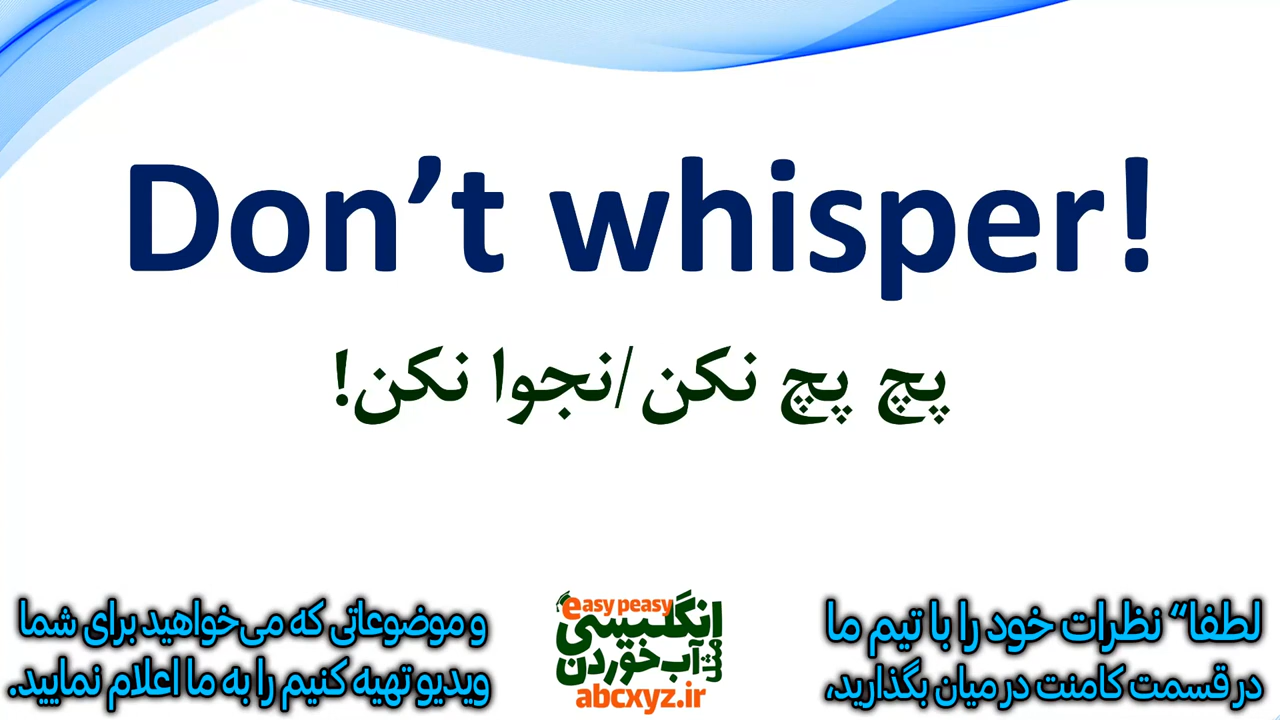 Don’t whisper!
پچ پچ نکن/نجوا نکن!
لطفا“ نظرات خود را با تیم ما
در قسمت کامنت در میان بگذارید،
و موضوعاتی که می‌خواهید برای شما
ویدیو تهیه کنیم را به ما اعلام نمایید.
easy peasy
انگلیسی
مثل
آب خوردن
abcxyz.ir